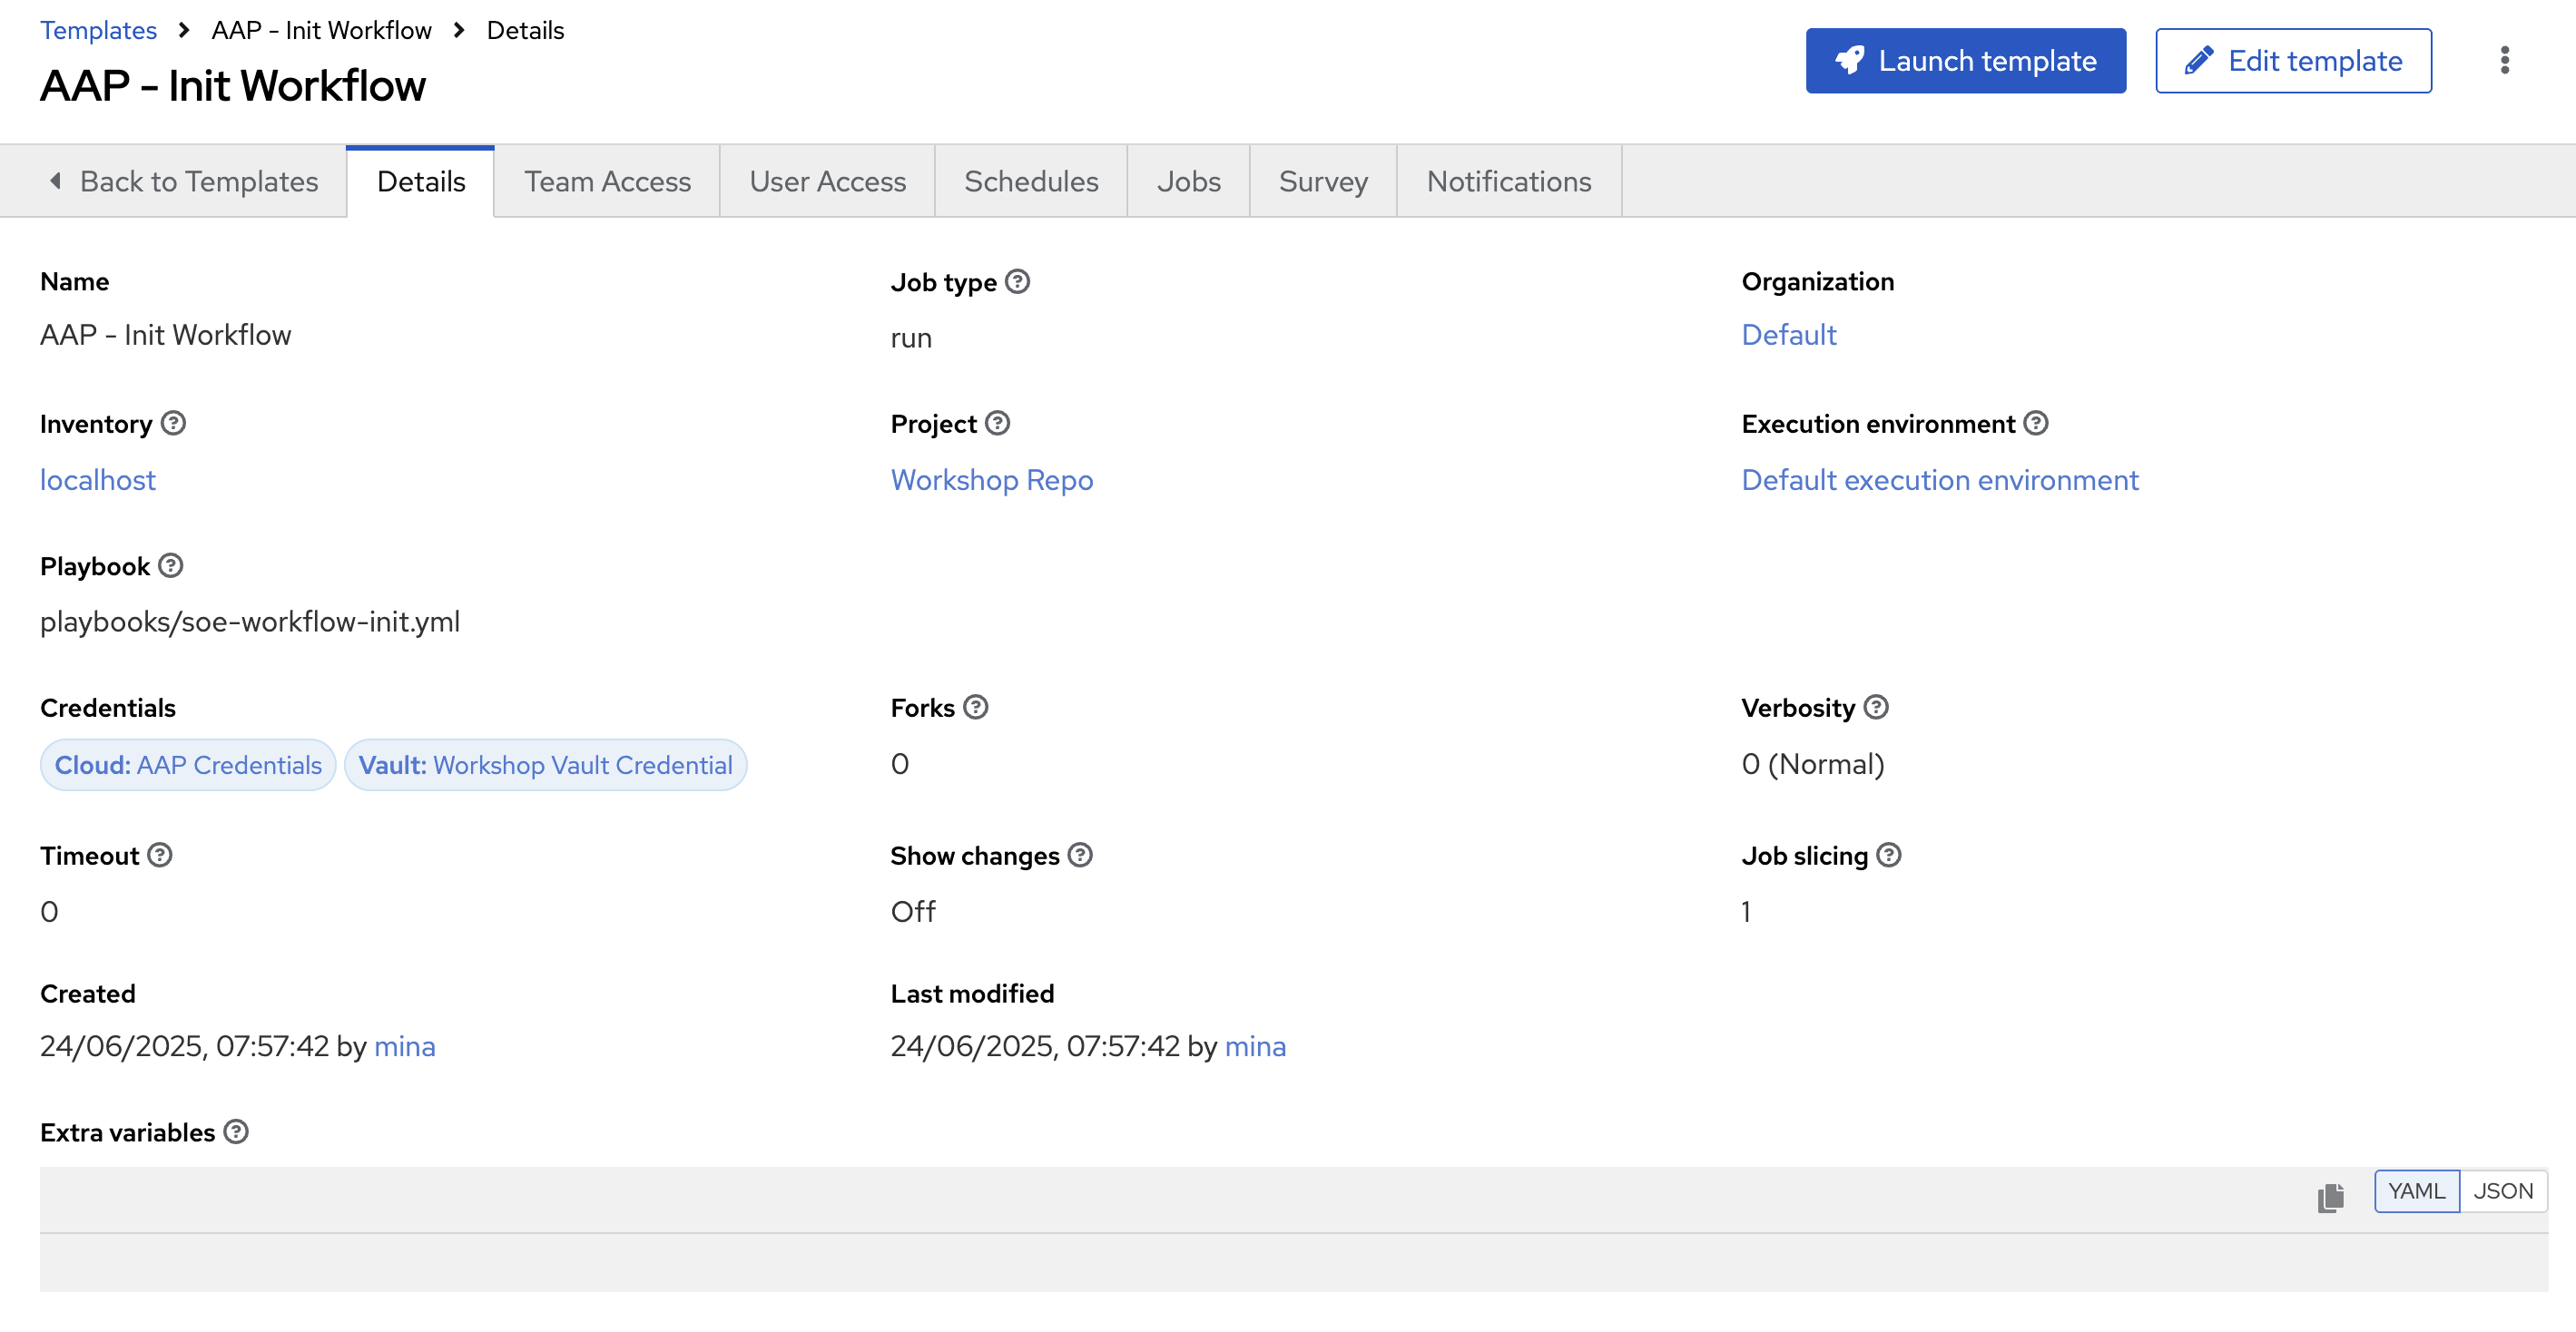 Templates > AAP - Init Workflow > Details
AAP - Init Workflow
Launch template
Edit template
Back to Templates
Details
Team Access
User Access
Schedules
Jobs
Survey
Notifications
Name
AAP - Init Workflow
Job type
run
Organization
Default
Inventory
localhost
Project
Workshop Repo
Execution environment
Default execution environment
Playbook
playbooks/soe-workflow-init.yml
Credentials
Cloud: AAP Credentials
Vault: Workshop Vault Credential
Forks
0
Verbosity
0 (Normal)
Timeout
0
Show changes
Off
Job slicing
1
Created
24/06/2025, 07:57:42 by mina
Last modified
24/06/2025, 07:57:42 by mina
Extra variables
YAML
JSON